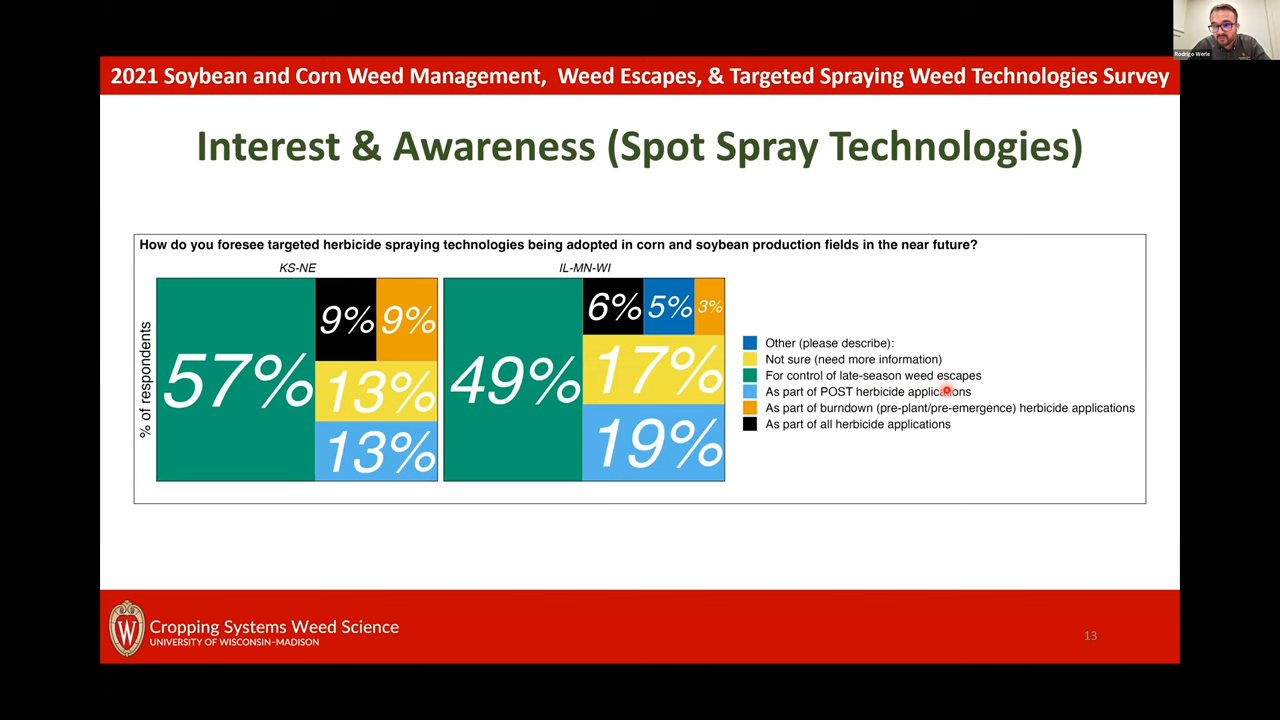 Rodrigo Werle
2021 Soybean and Corn Weed Management, Weed Escapes, & Targeted Spraying Weed Technologies Survey
Interest & Awareness (Spot Spray Technologies)
How do you foresee targeted herbicide spraying technologies being adopted in corn and soybean production fields in the near future?
KS-NE
IL-MN-WI
% of respondents
57%
9%
9%
13%
13%
49%
6%
5%
3%
17%
19%
Other (please describe):
Not sure (need more information)
For control of late-season weed escapes
As part of POST herbicide applications
As part of burndown (pre-plant/pre-emergence) herbicide applications
As part of all herbicide applications
W
Cropping Systems Weed Science
UNIVERSITY OF WISCONSIN–MADISON
13